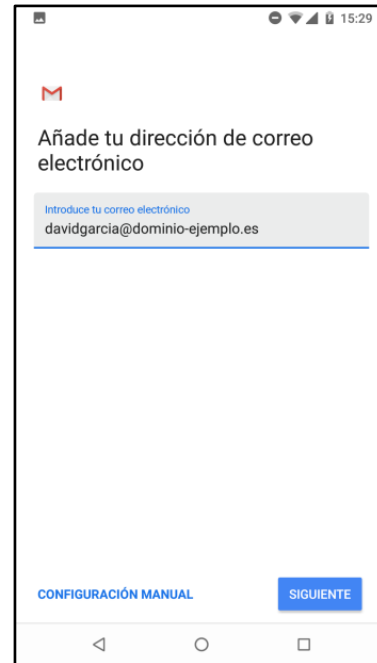 15:29
Añade tu dirección de correo
electrónico
Introduce tu correo electrónico
davidgarcia@dominio-ejemplo.es
CONFIGURACIÓN MANUAL
SIGUIENTE